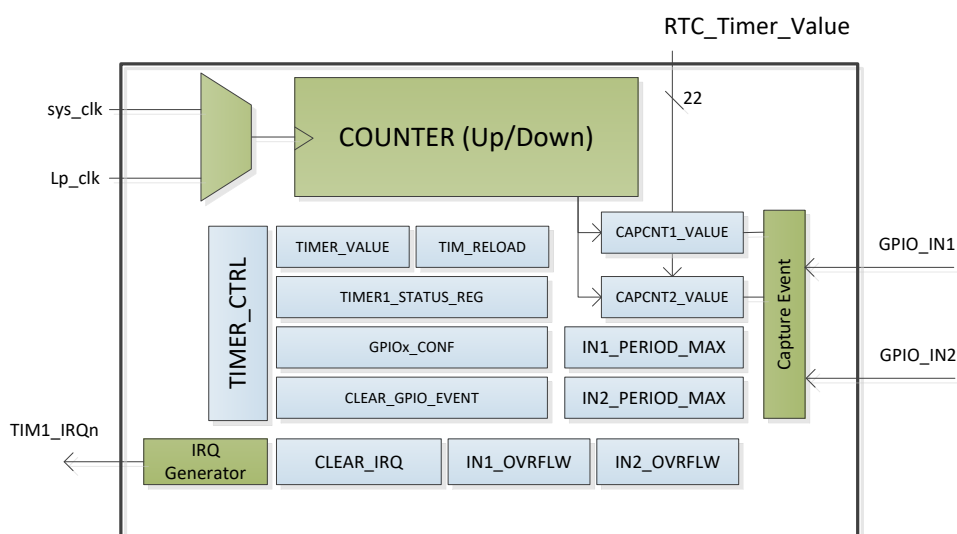 RTC_Timer_Value
22
sys_clk
Lp_clk
COUNTER (Up/Down)
TIMER_CTRL
TIMER_VALUE
TIM_RELOAD
TIMER1_STATUS_REG
GPIOx_CONF
CLEAR_GPIO_EVENT
CAPCNT1_VALUE
CAPCNT2_VALUE
IN1_PERIOD_MAX
IN2_PERIOD_MAX
Capture Event
GPIO_IN1
GPIO_IN2
TIM1_IRQn
IRQ
Generator
CLEAR_IRQ
IN1_OVRFLW
IN2_OVRFLW